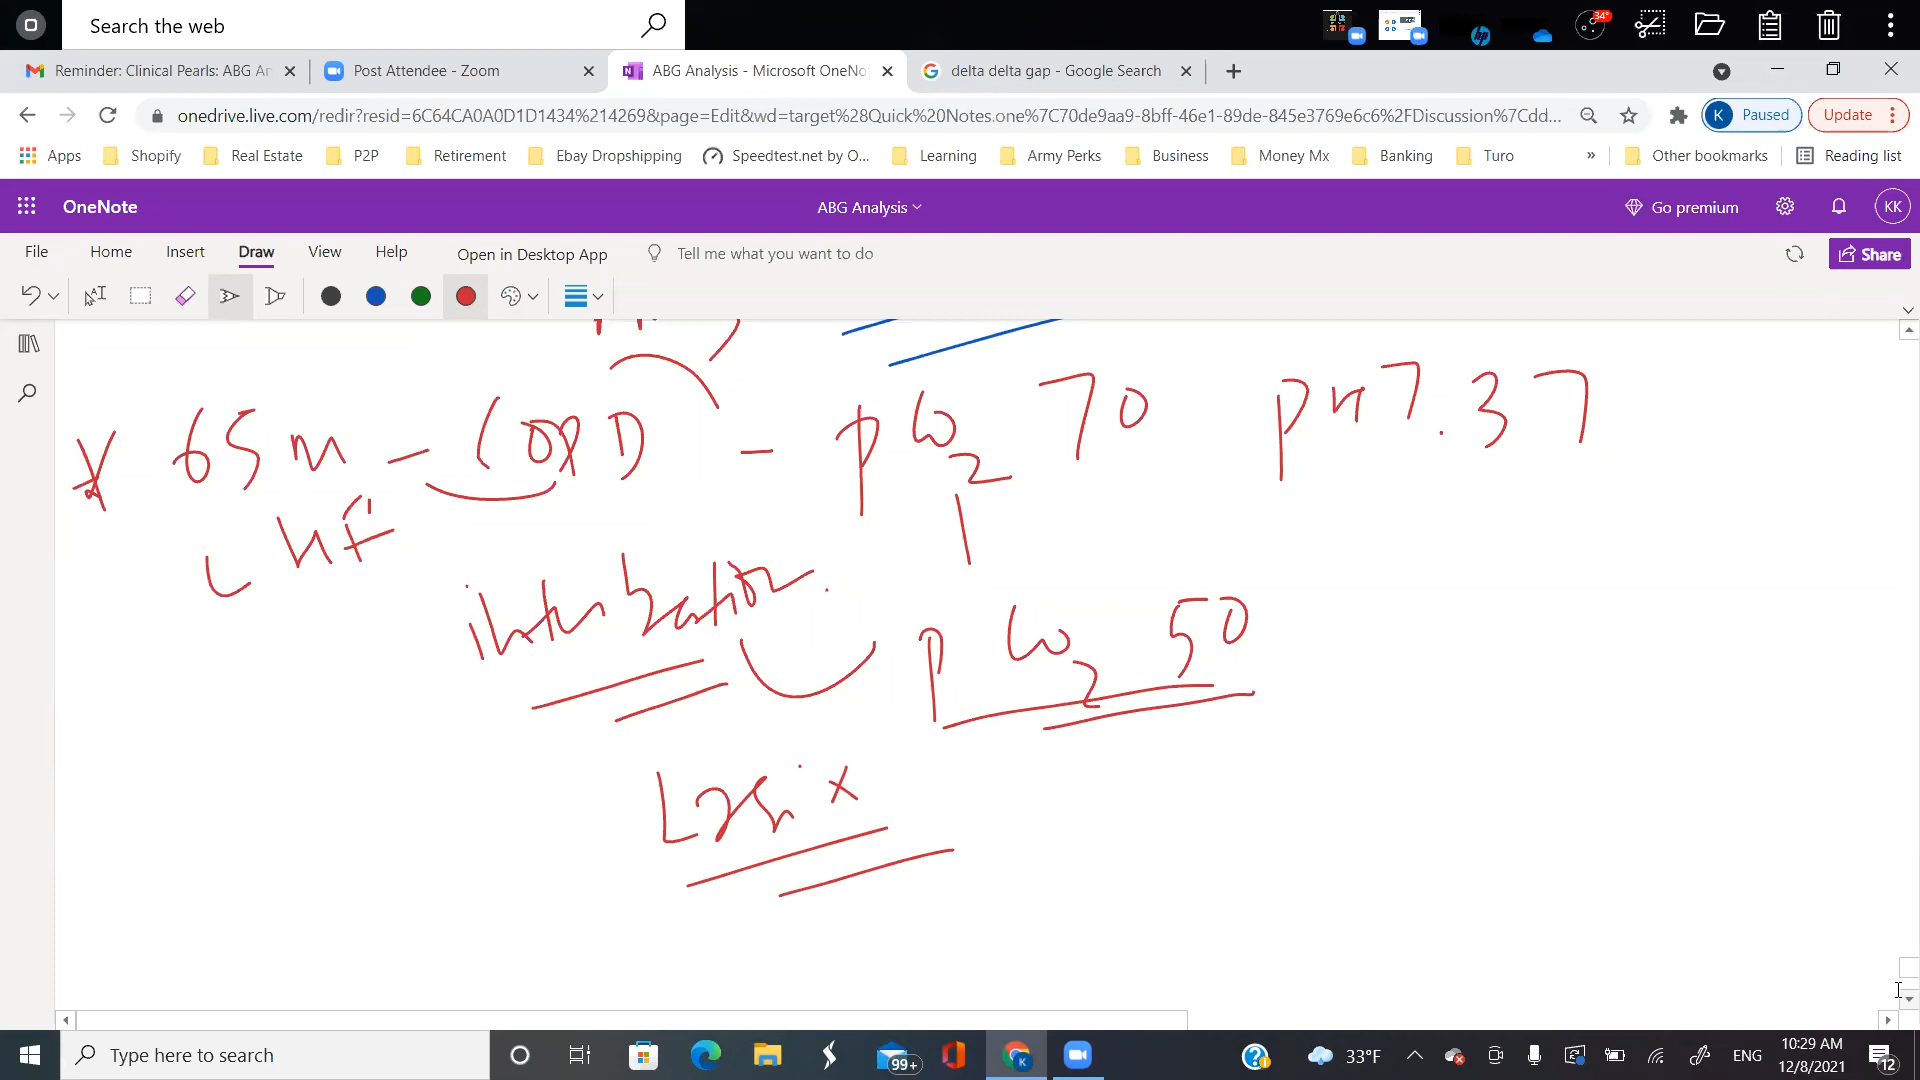 Search the web
34°
Reminder: Clinical Pearls: ABG Ar
Post Attendee - Zoom
ABG Analysis - Microsoft OneNo
delta delta gap - Google Search
onedrive.live.com/redir?resid=6C64CA0A0D1D1434%214269&page=Edit&wd=target%28Quick%20Notes.one%7C70de9aa9-8bff-46e1-89de-845e3769e6c6%2FDiscussion%7Cdd...
K Paused
Update
Apps
Shopify
Real Estate
P2P
Retirement
Ebay Dropshipping
Speedtest.net by O...
Learning
Army Perks
Business
Money Mx
Banking
Turo
»
Other bookmarks
Reading list
OneNote
ABG Analysis
Go premium
KK
File Home Insert Draw View Help Open in Desktop App Tell me what you want to do
Share
65 m - COPD - pCO2 70 pH 7.37
HF
intubation.
pCO2 50
Lasix
Type here to search
99+
33°F
ENG
10:29 AM
12/8/2021
12